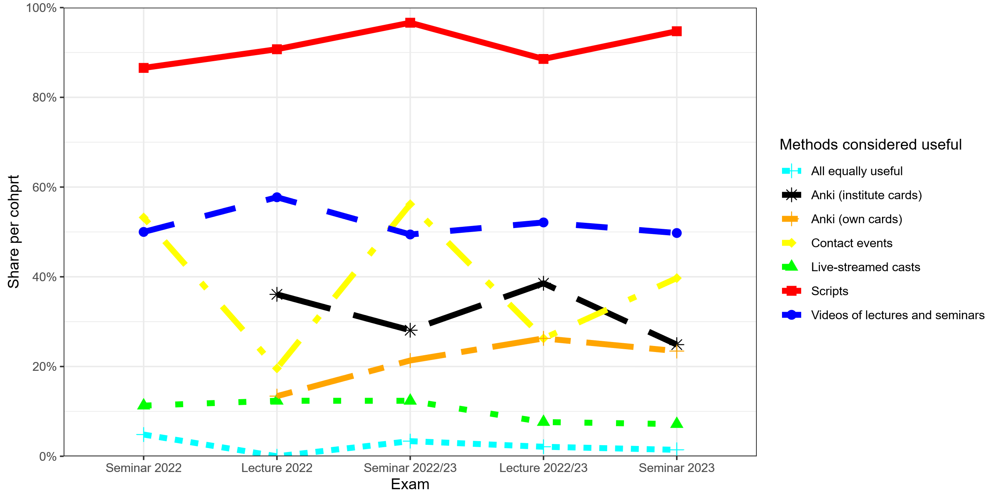 100%
80%
60%
40%
20%
0%
Share per cohprt
Seminar 2022
Lecture 2022
Seminar 2022/23
Lecture 2022/23
Seminar 2023
Exam
Methods considered useful
All equally useful
Anki (institute cards)
Anki (own cards)
Contact events
Live-streamed casts
Scripts
Videos of lectures and seminars